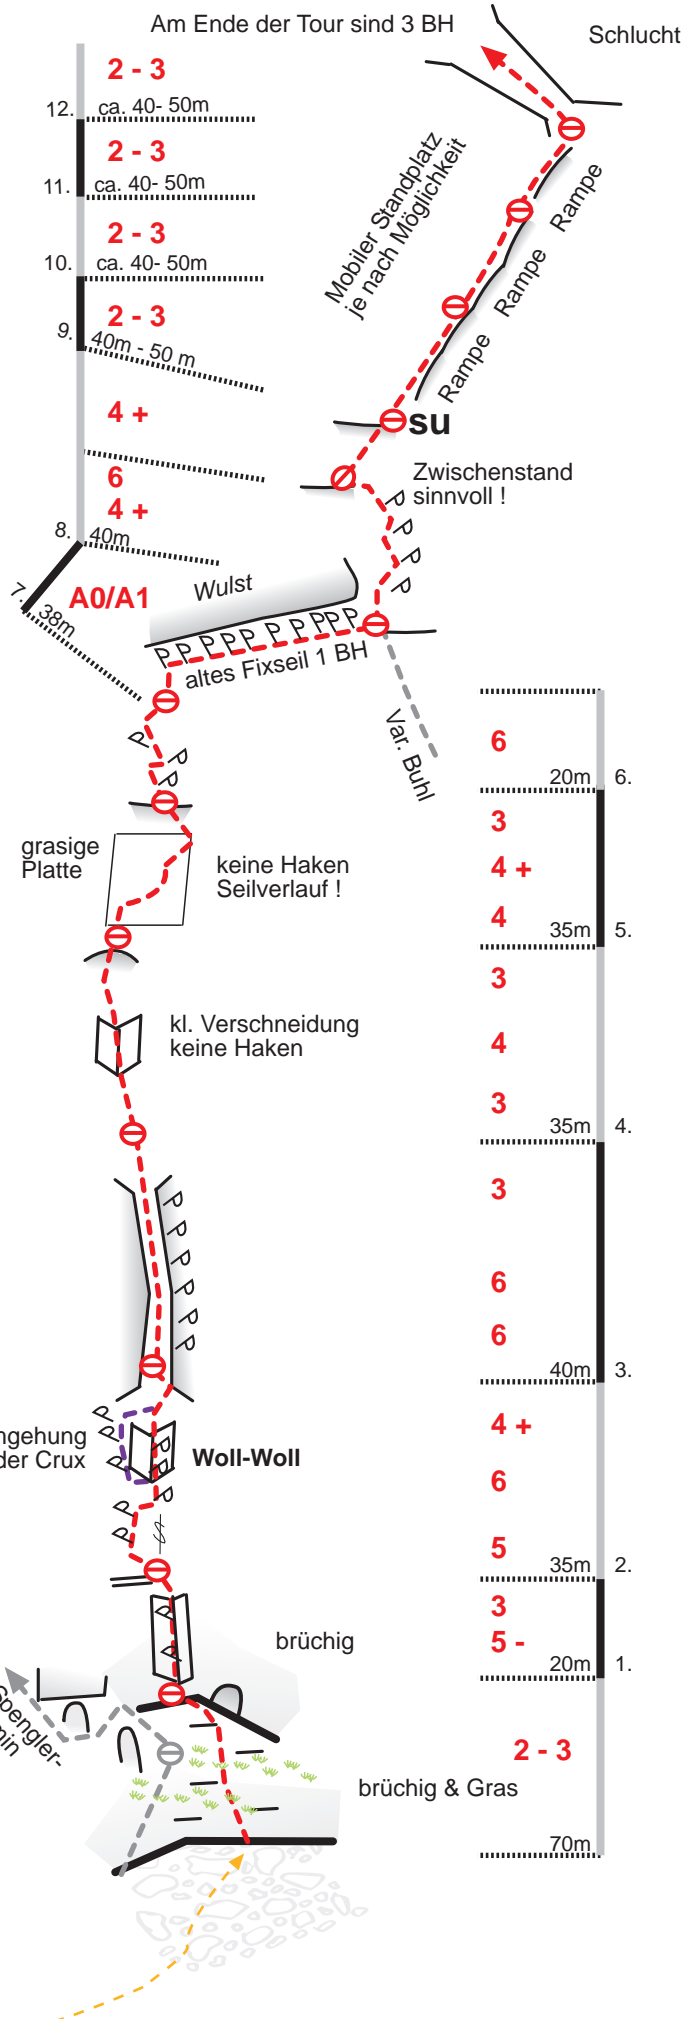 Am Ende der Tour sind 3 BH
Schlucht
2 - 3
12. ca. 40- 50m
2 - 3
11. ca. 40- 50m
2 - 3
10. ca. 40- 50m
2 - 3
9. 40m - 50 m
4 +
6
4 +
8. 40m
A0/A1
7. 38m
Mobiler Standplatz
je nach Möglichkeit
Rampe
Rampe
Rampe
su
Zwischenstand
sinnvoll !
Wulst
altes Fixseil 1 BH
Var. Buhl
grasige
Platte
keine Haken
Seilverlauf !
kl. Verschneidung
keine Haken
ngehung
der Crux
Woll-Woll
brüchig
Spengler-
min
brüchig & Gras
6
20m 6.
3
4 +
4
35m 5.
3
4
3
35m 4.
3
6
6
40m 3.
4 +
6
5
35m 2.
3
5 -
20m 1.
2 - 3
70m